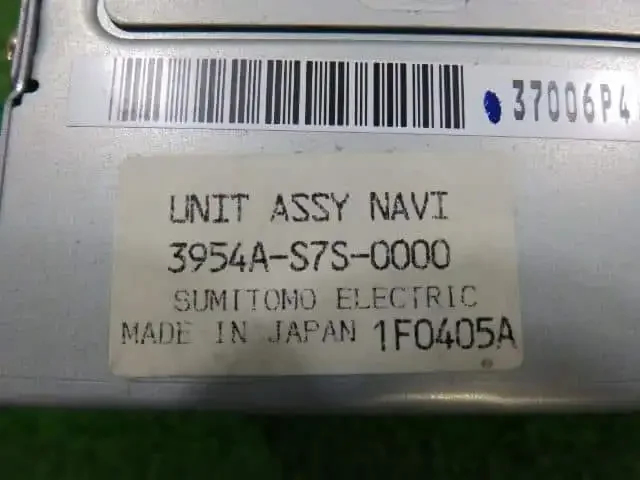 37006P4
UNIT ASSY NAVI
3954A-S7S-0000
SUMITOMO ELECTRIC
MADE IN JAPAN 1F0405A